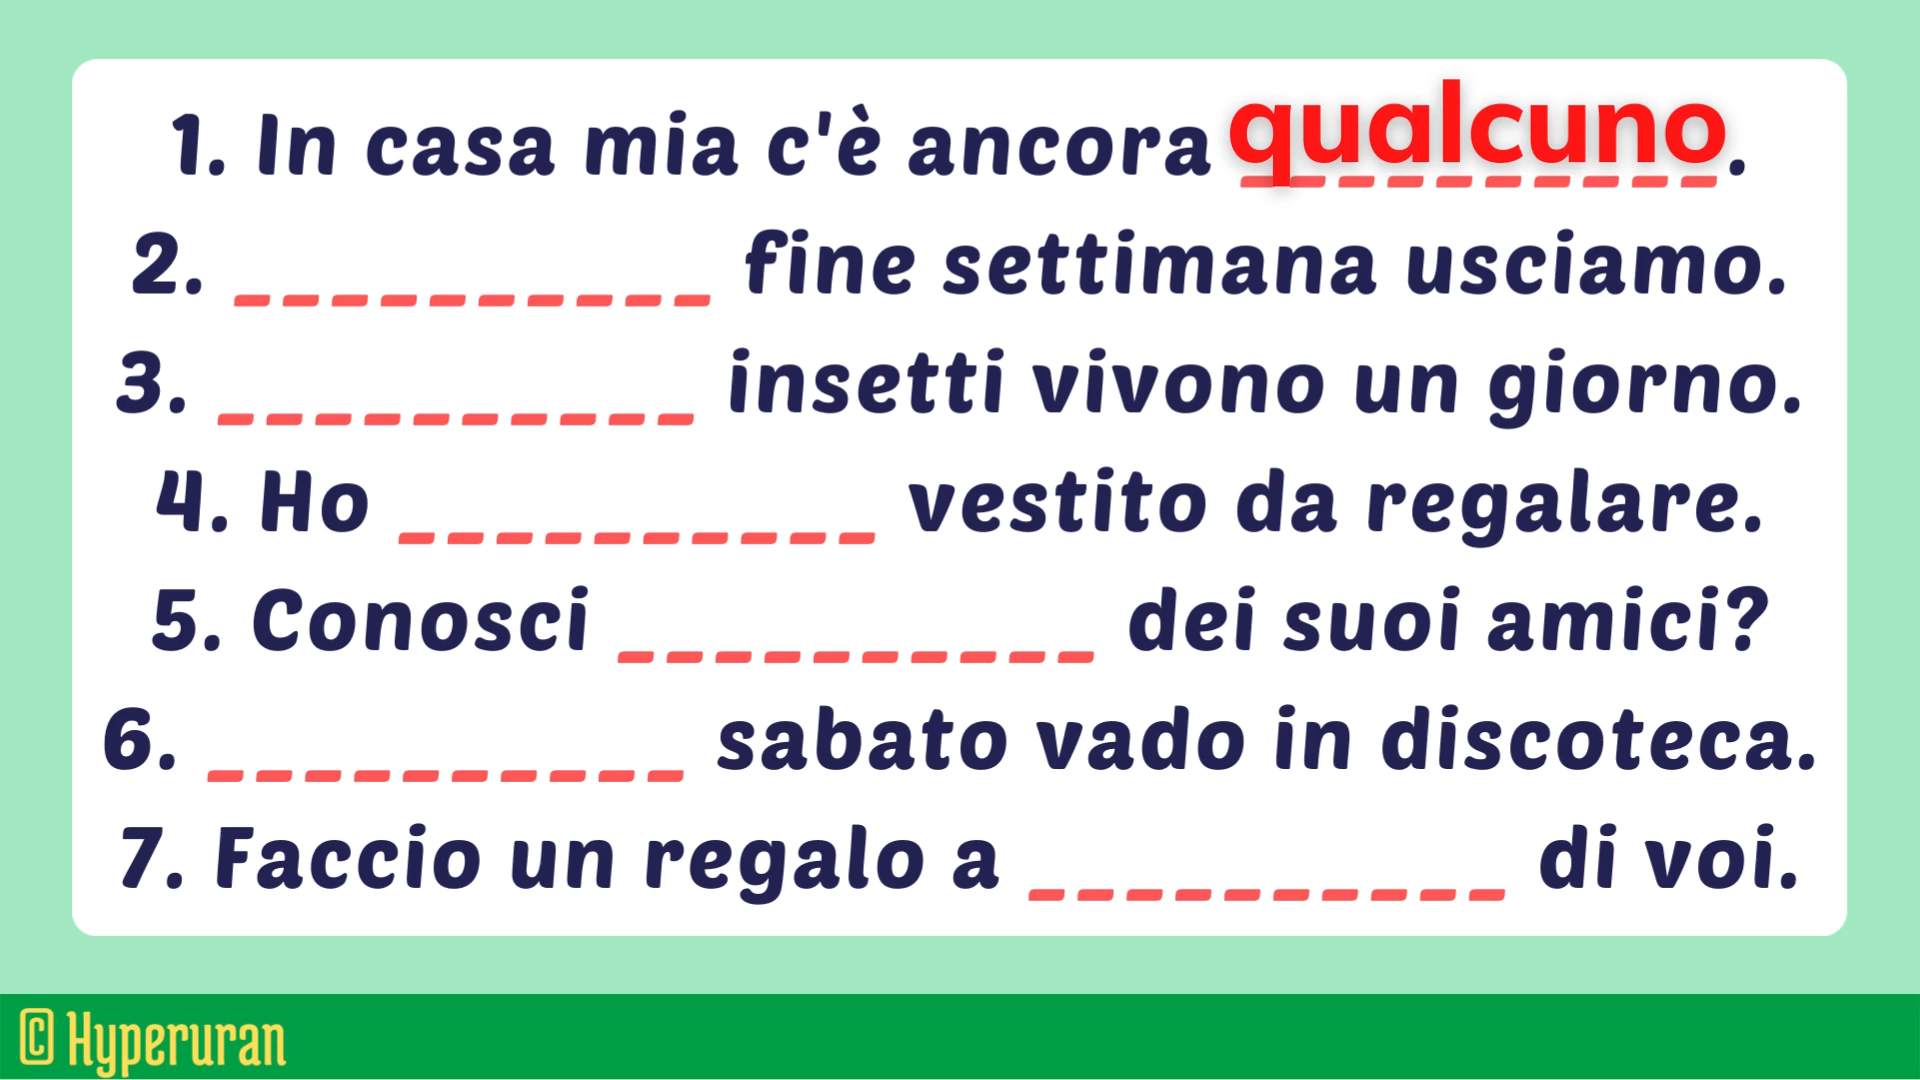 1. In casa mia c'è ancora qualcuno.
2. __________ fine settimana usciamo.
3. __________ insetti vivono un giorno.
4. Ho __________ vestito da regalare.
5. Conosci __________ dei suoi amici?
6. __________ sabato vado in discoteca.
7. Faccio un regalo a __________ di voi.
© Hyperuran